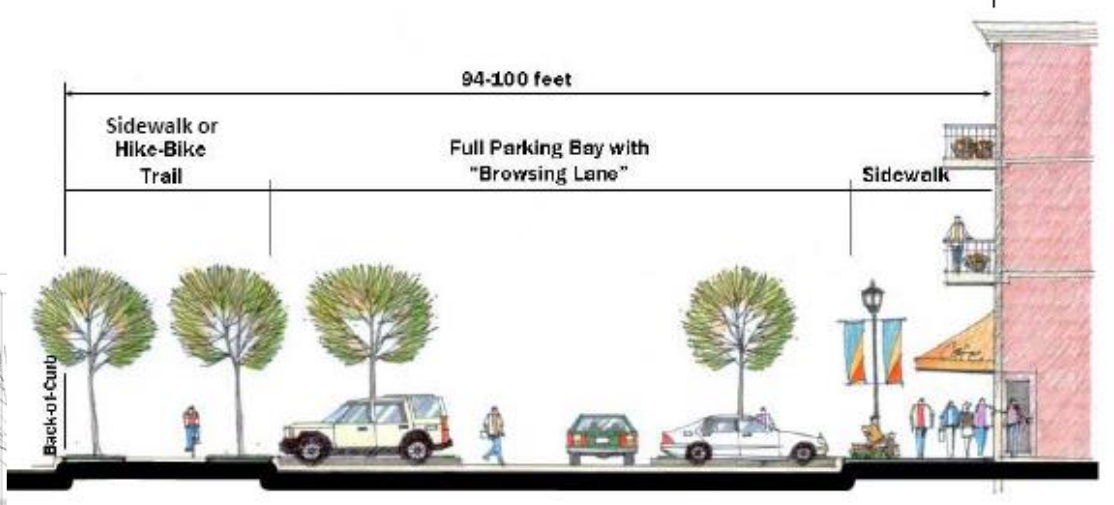 94-100 feet
Sidewalk or
Hike-Bike
Trail
Full Parking Bay with
"Browsing Lane"
Sidewalk
Back-of-Curb